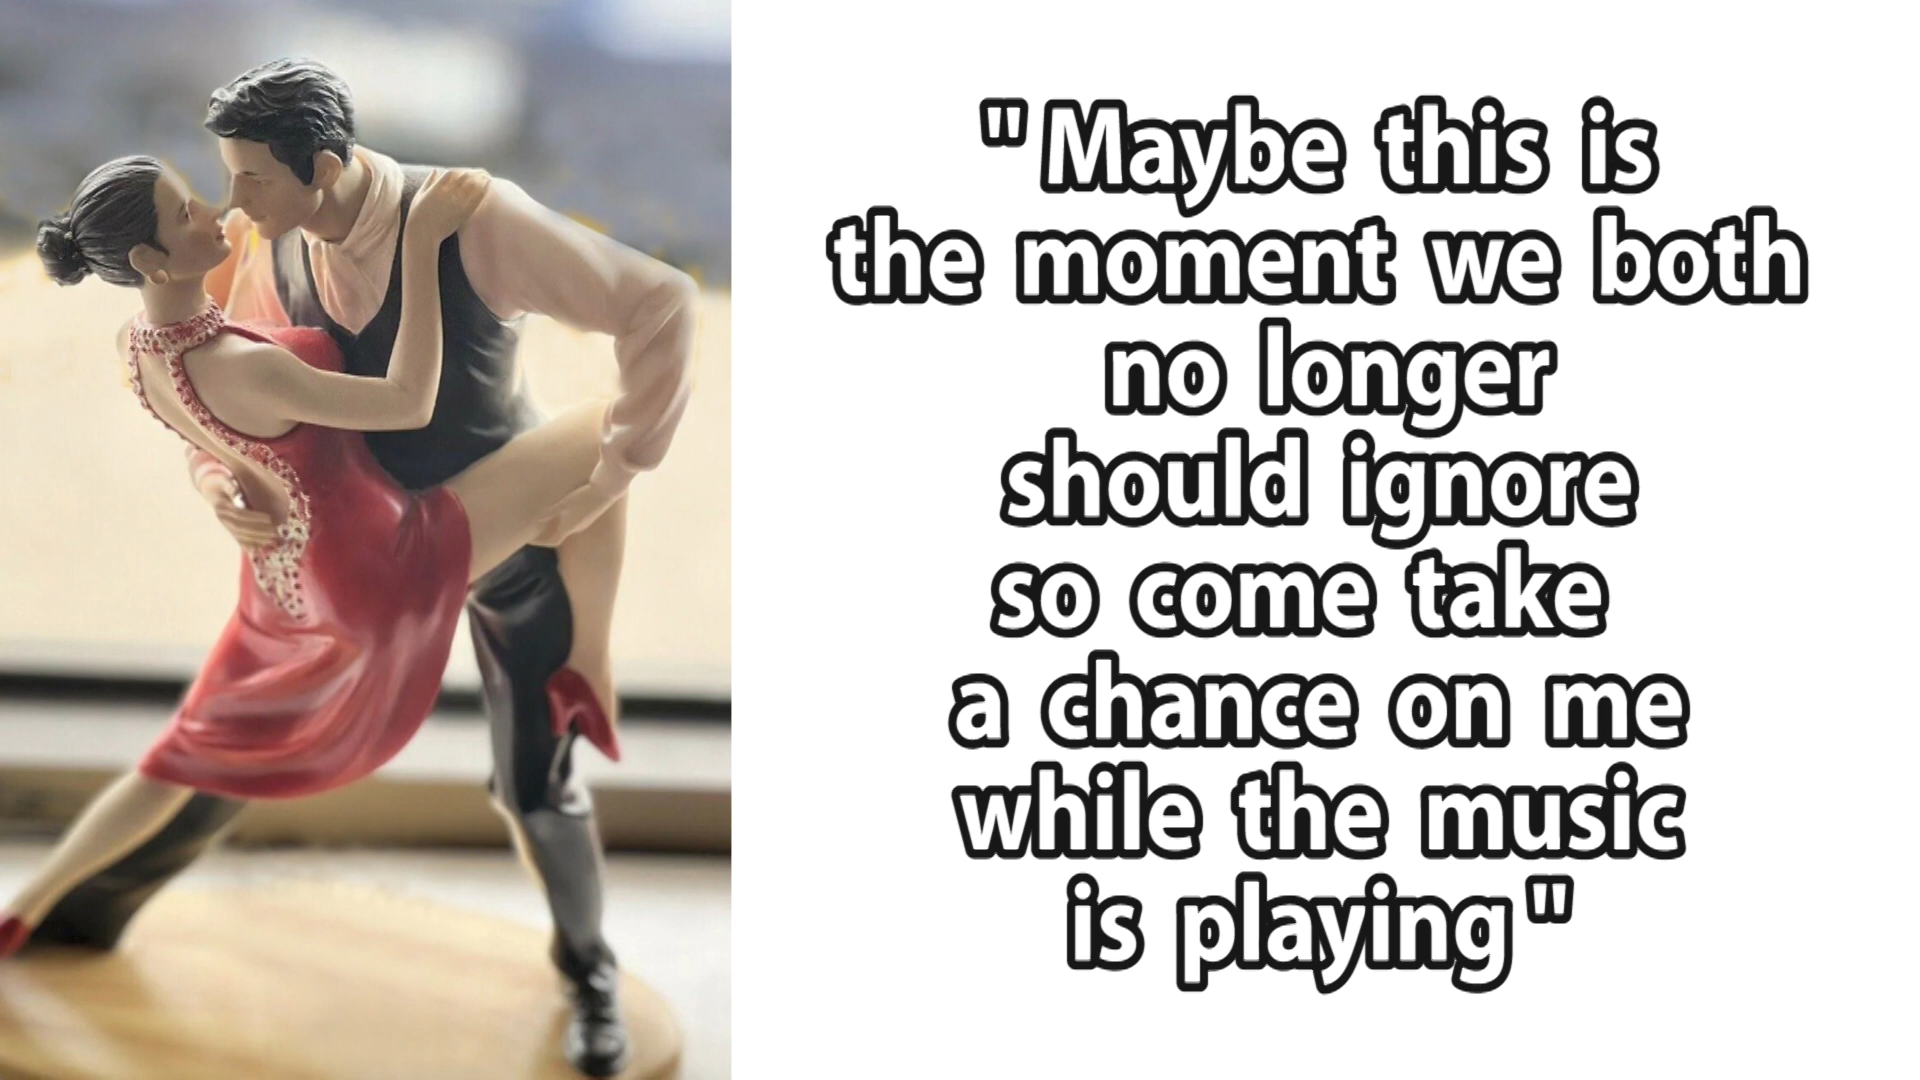 "Maybe this is
the moment we both
no longer
should ignore
so come take
a chance on me
while the music
is playing"